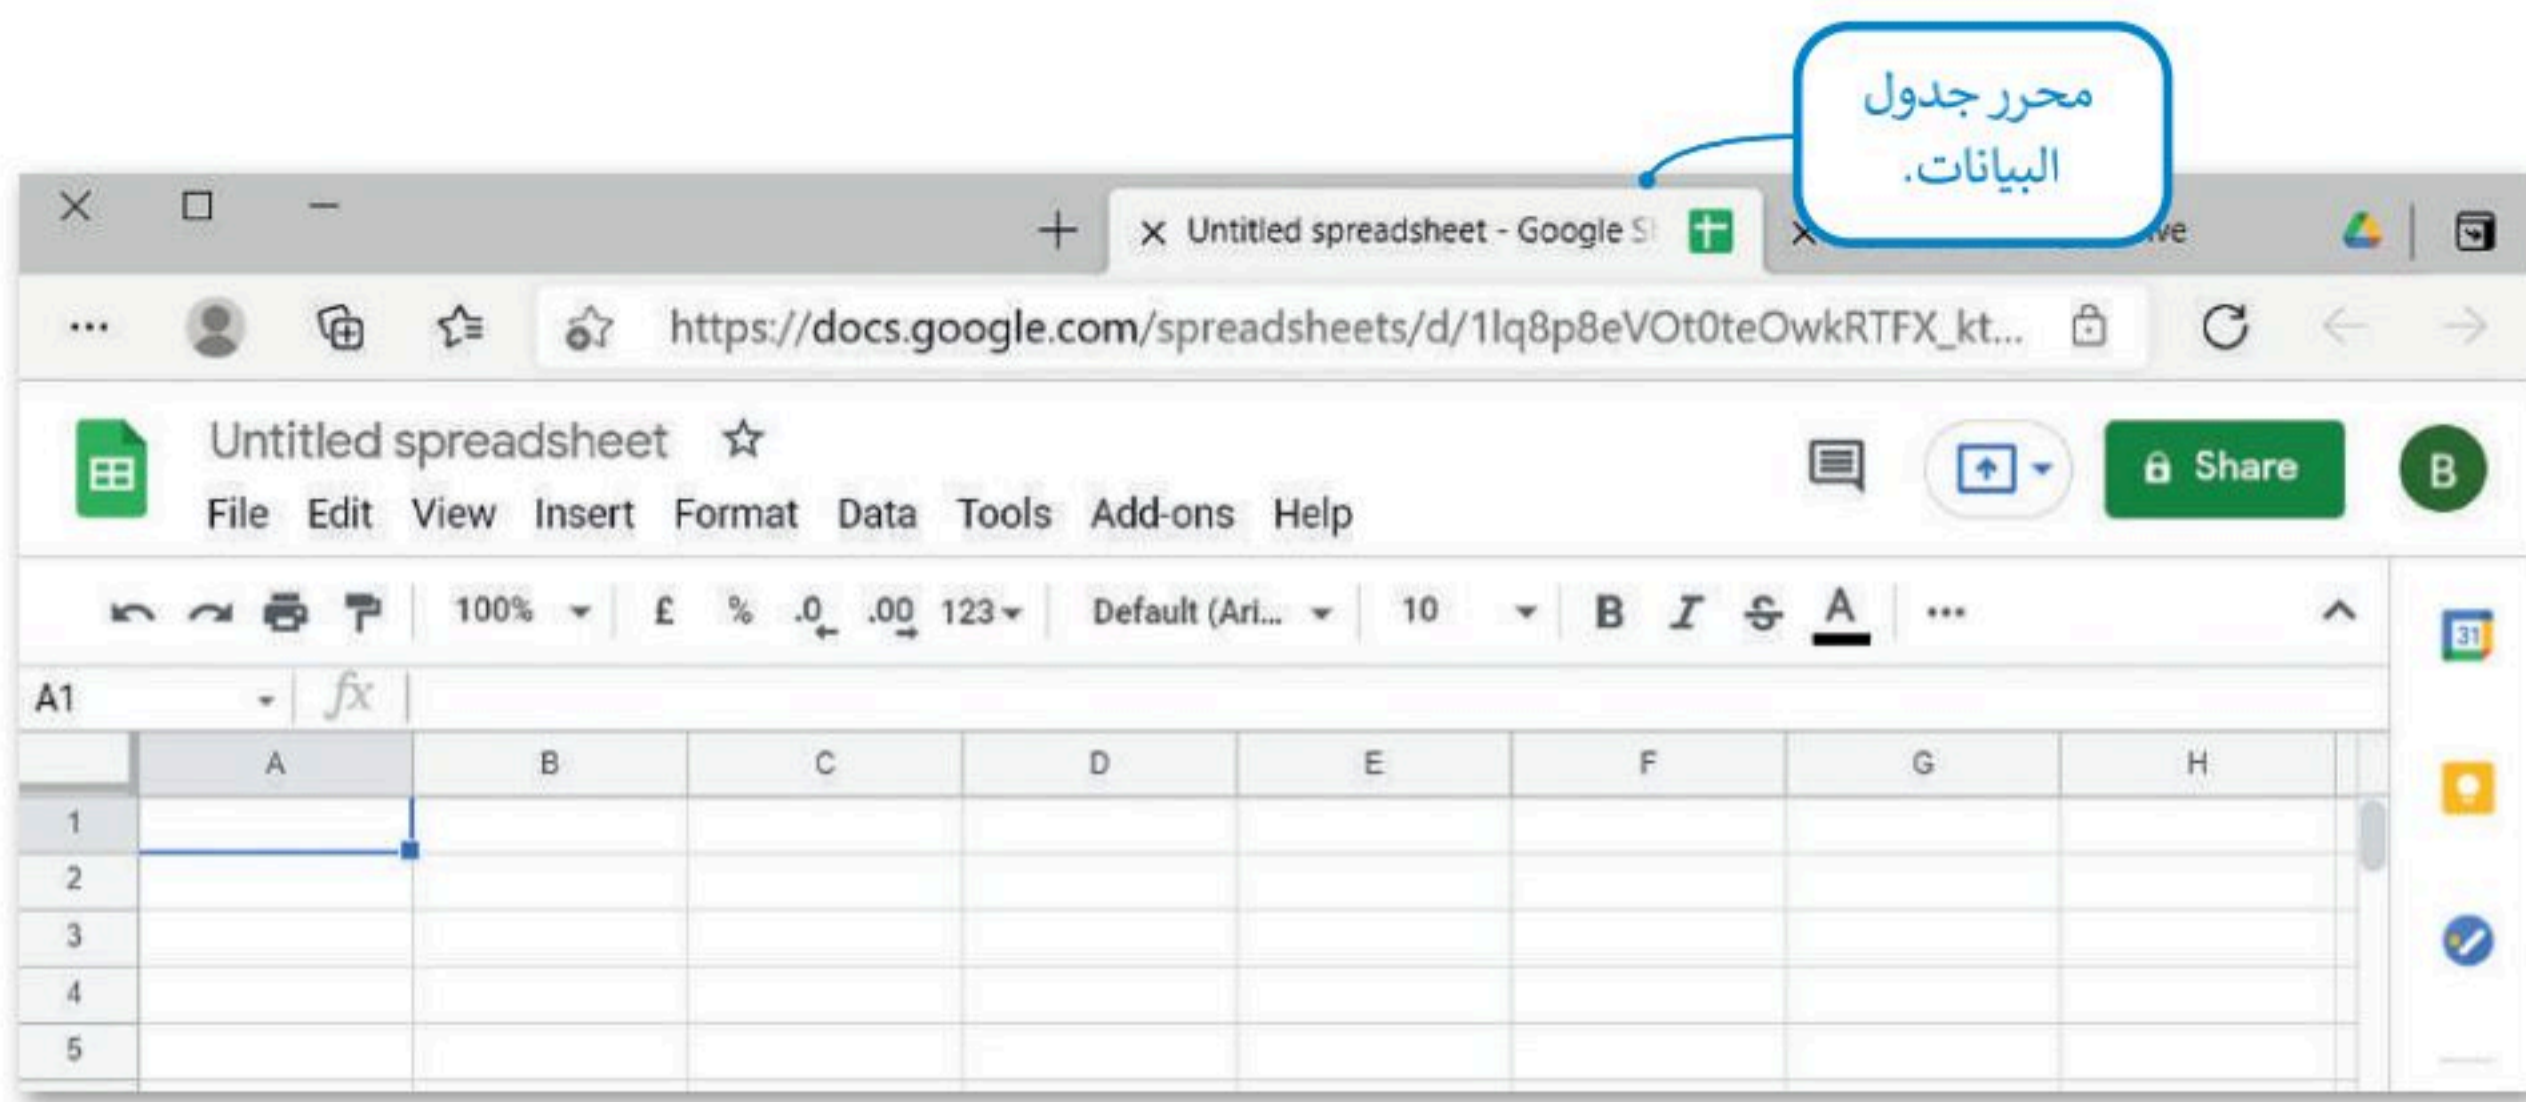 محرر جدول
البيانات.
Untitled spreadsheet - Google
https://docs.google.com/spreadsheets/d/1lq8p8eVOt0teOwkRTFX_kt...
Untitled spreadsheet
Share
B
File Edit View Insert Format Data Tools Add-ons Help
100% £ % .0 .00 123 Default (Ari... 10 B I S A ...
31
A1 fx
A B C D E F G H
1
2
3
4
5